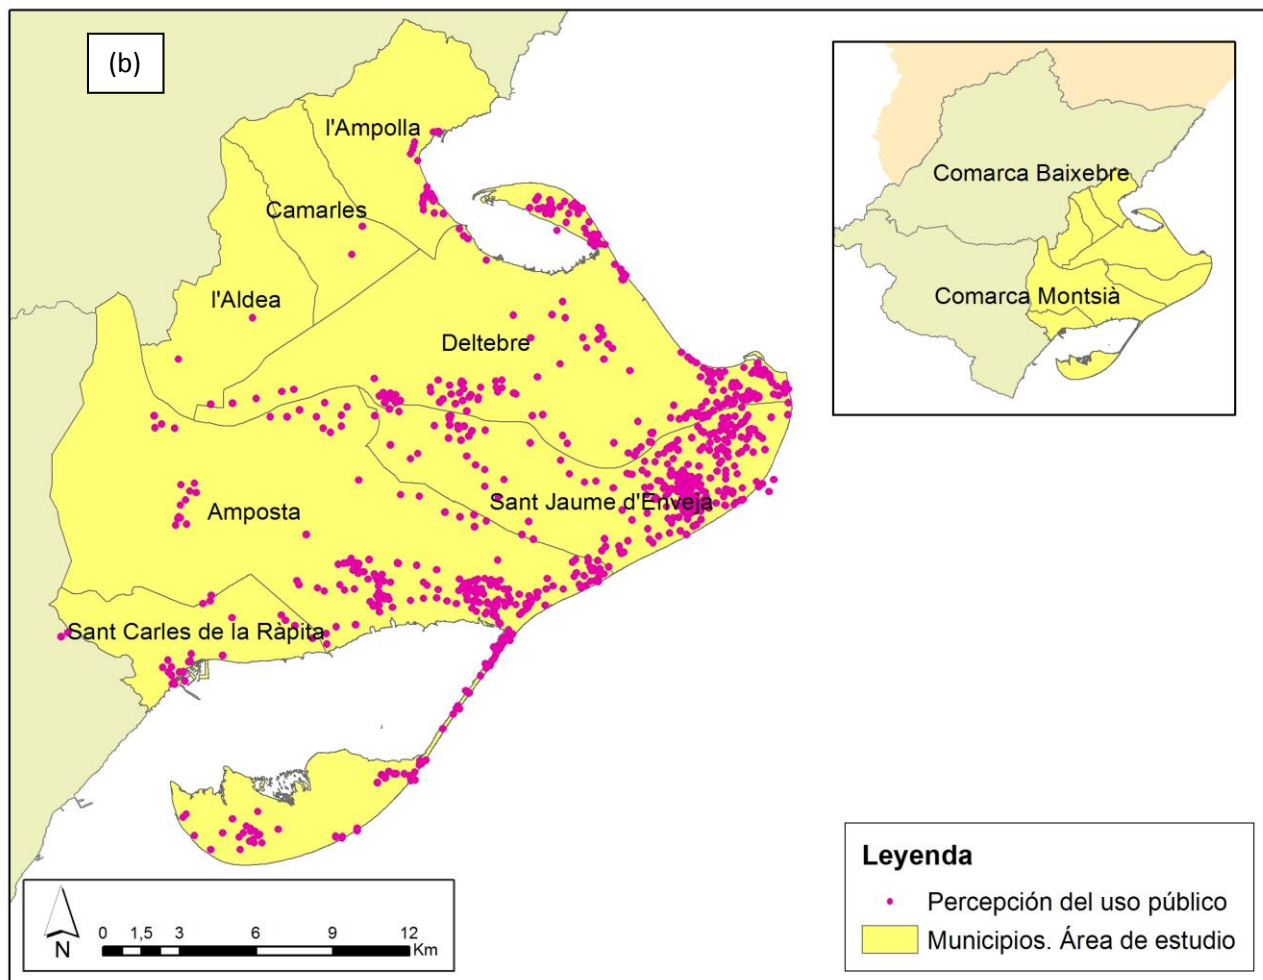 (b)
l'Ampolla
Camarles
l'Aldea
Deltebre
Sant Jaume d'Enveja
Amposta
Sant Carles de la Ràpita
Comarca Baixebre
Comarca Montsià
N
0 1,5 3 6 9 12
Km
Leyenda
Percepción del uso público
Municipios. Área de estudio